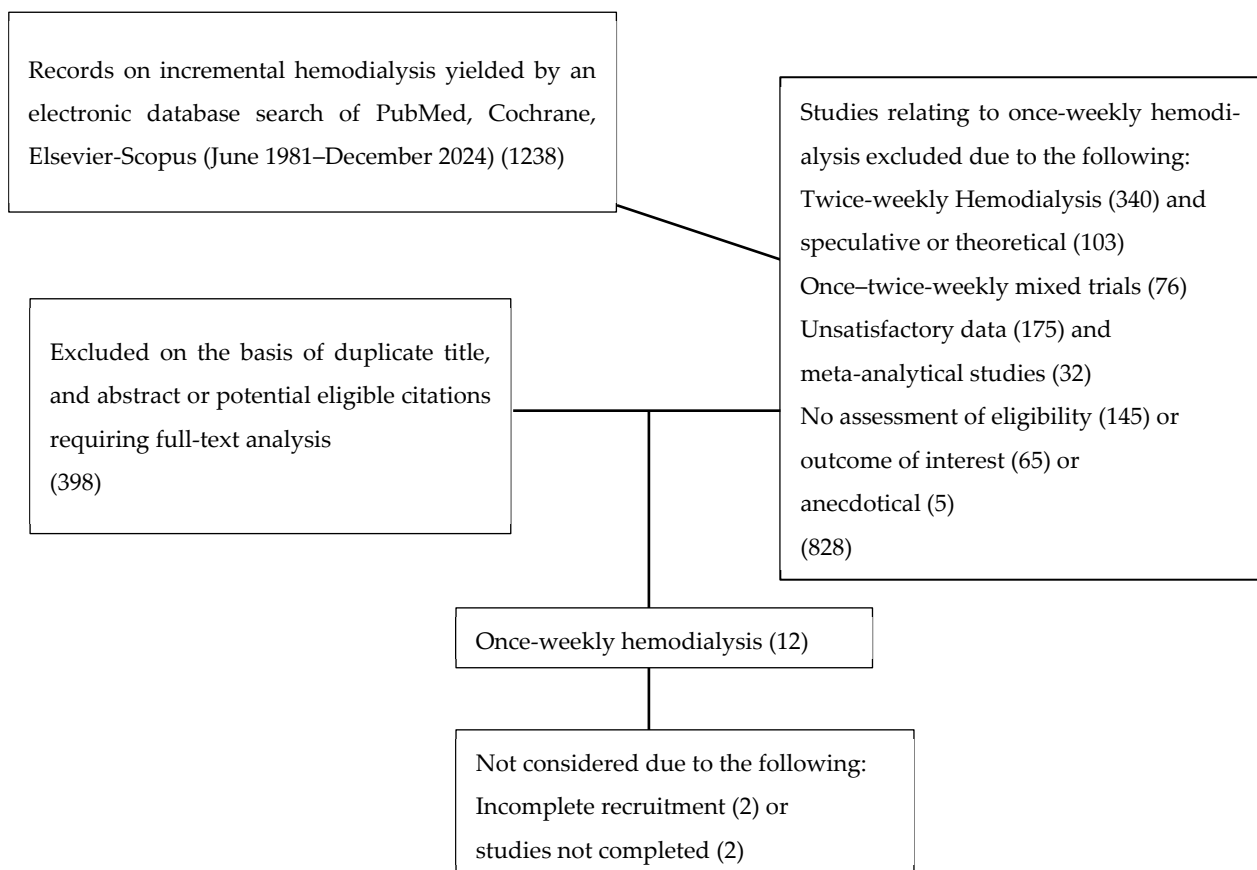 Records on incremental hemodialysis yielded by an
electronic database search of PubMed, Cochrane,
Elsevier-Scopus (June 1981–December 2024) (1238)
Studies relating to once-weekly hemodi-
alysis excluded due to the following:
Twice-weekly Hemodialysis (340) and
speculative or theoretical (103)
Once–twice-weekly mixed trials (76)
Unsatisfactory data (175) and
meta-analytical studies (32)
No assessment of eligibility (145) or
outcome of interest (65) or
anecdotical (5)
(828)
Excluded on the basis of duplicate title,
and abstract or potential eligible citations
requiring full-text analysis
(398)
Once-weekly hemodialysis (12)
Not considered due to the following:
Incomplete recruitment (2) or
studies not completed (2)